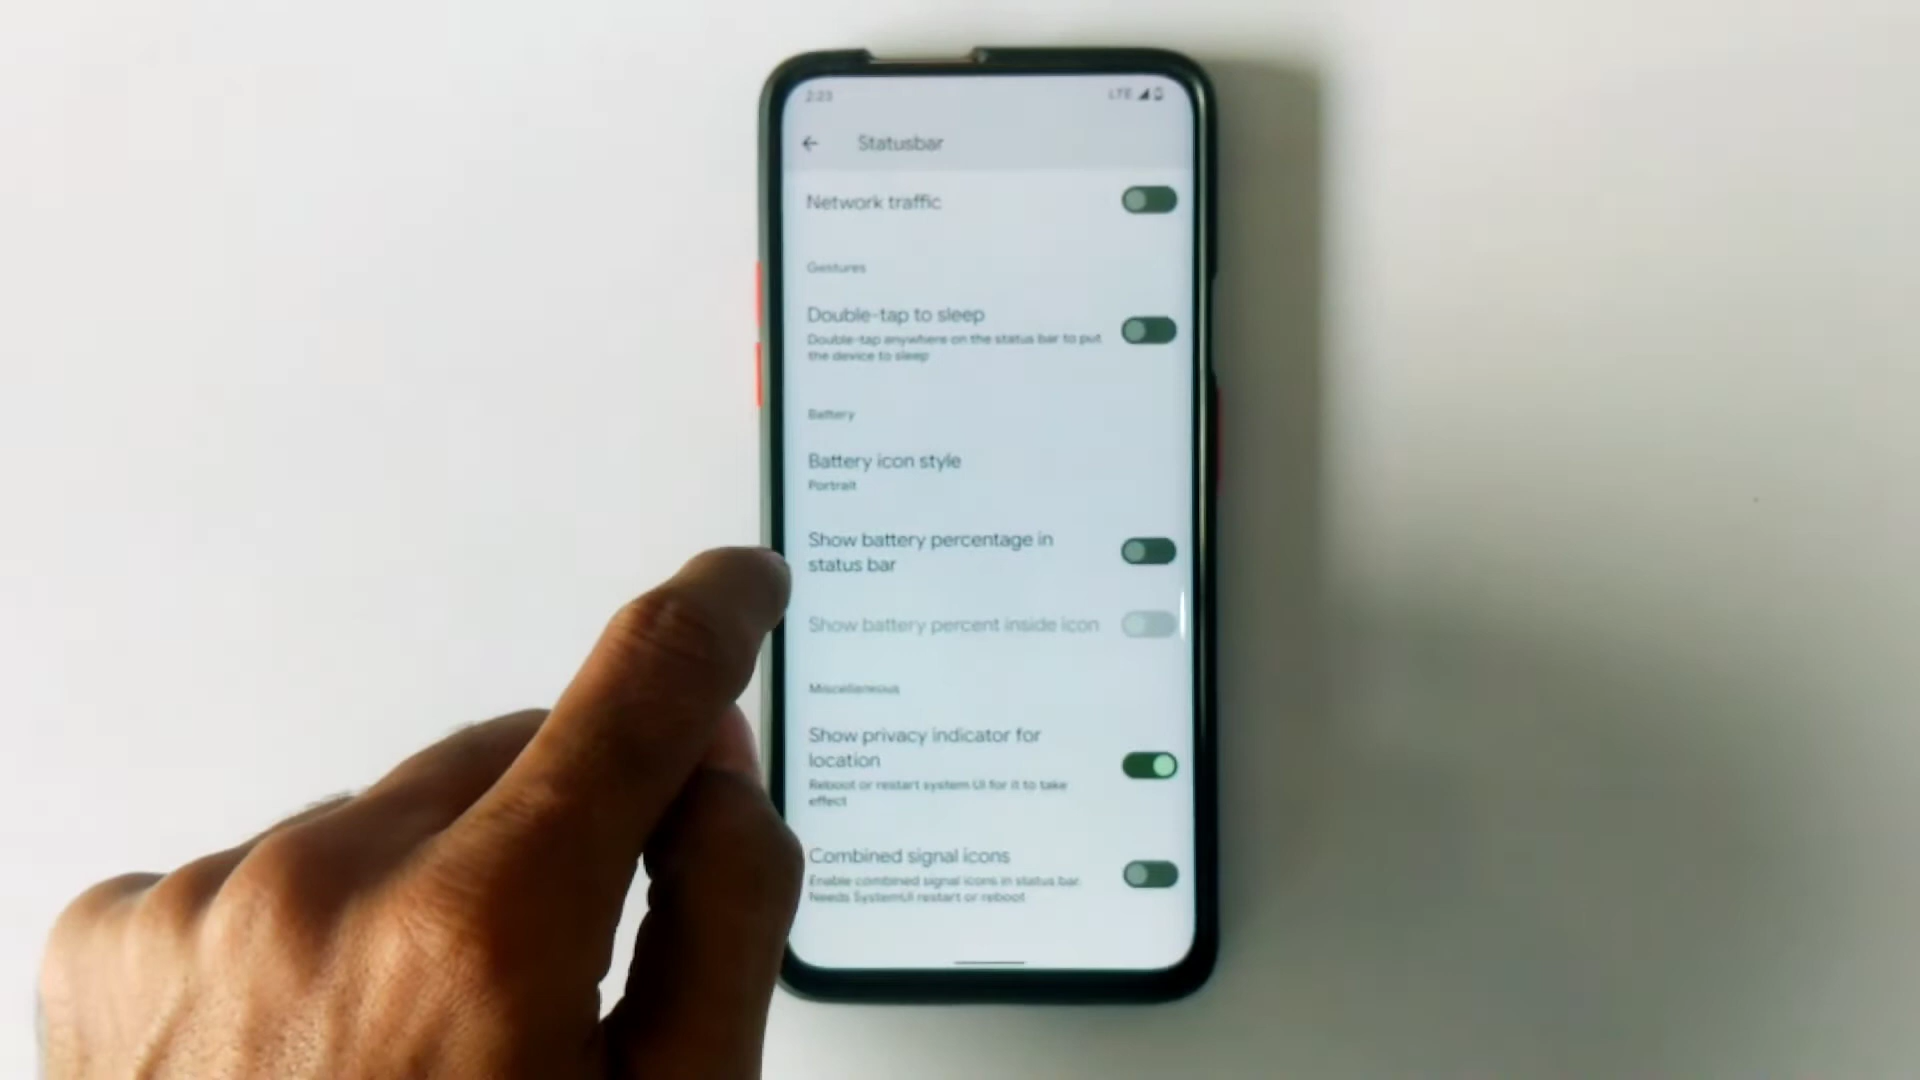 2:23
LTE
Statusbar
Network traffic
Gestures
Double-tap to sleep
Double-tap anywhere on the status bar to put
the device to sleep
Battery
Battery icon style
Portrait
Show battery percentage in
status bar
Show battery percent inside icon
Miscellaneous
Show privacy indicator for
location
Reboot or restart system UI for it to take
effect
Combined signal icons
Enable combined signal icons in status bar.
Needs SystemUI restart or reboot